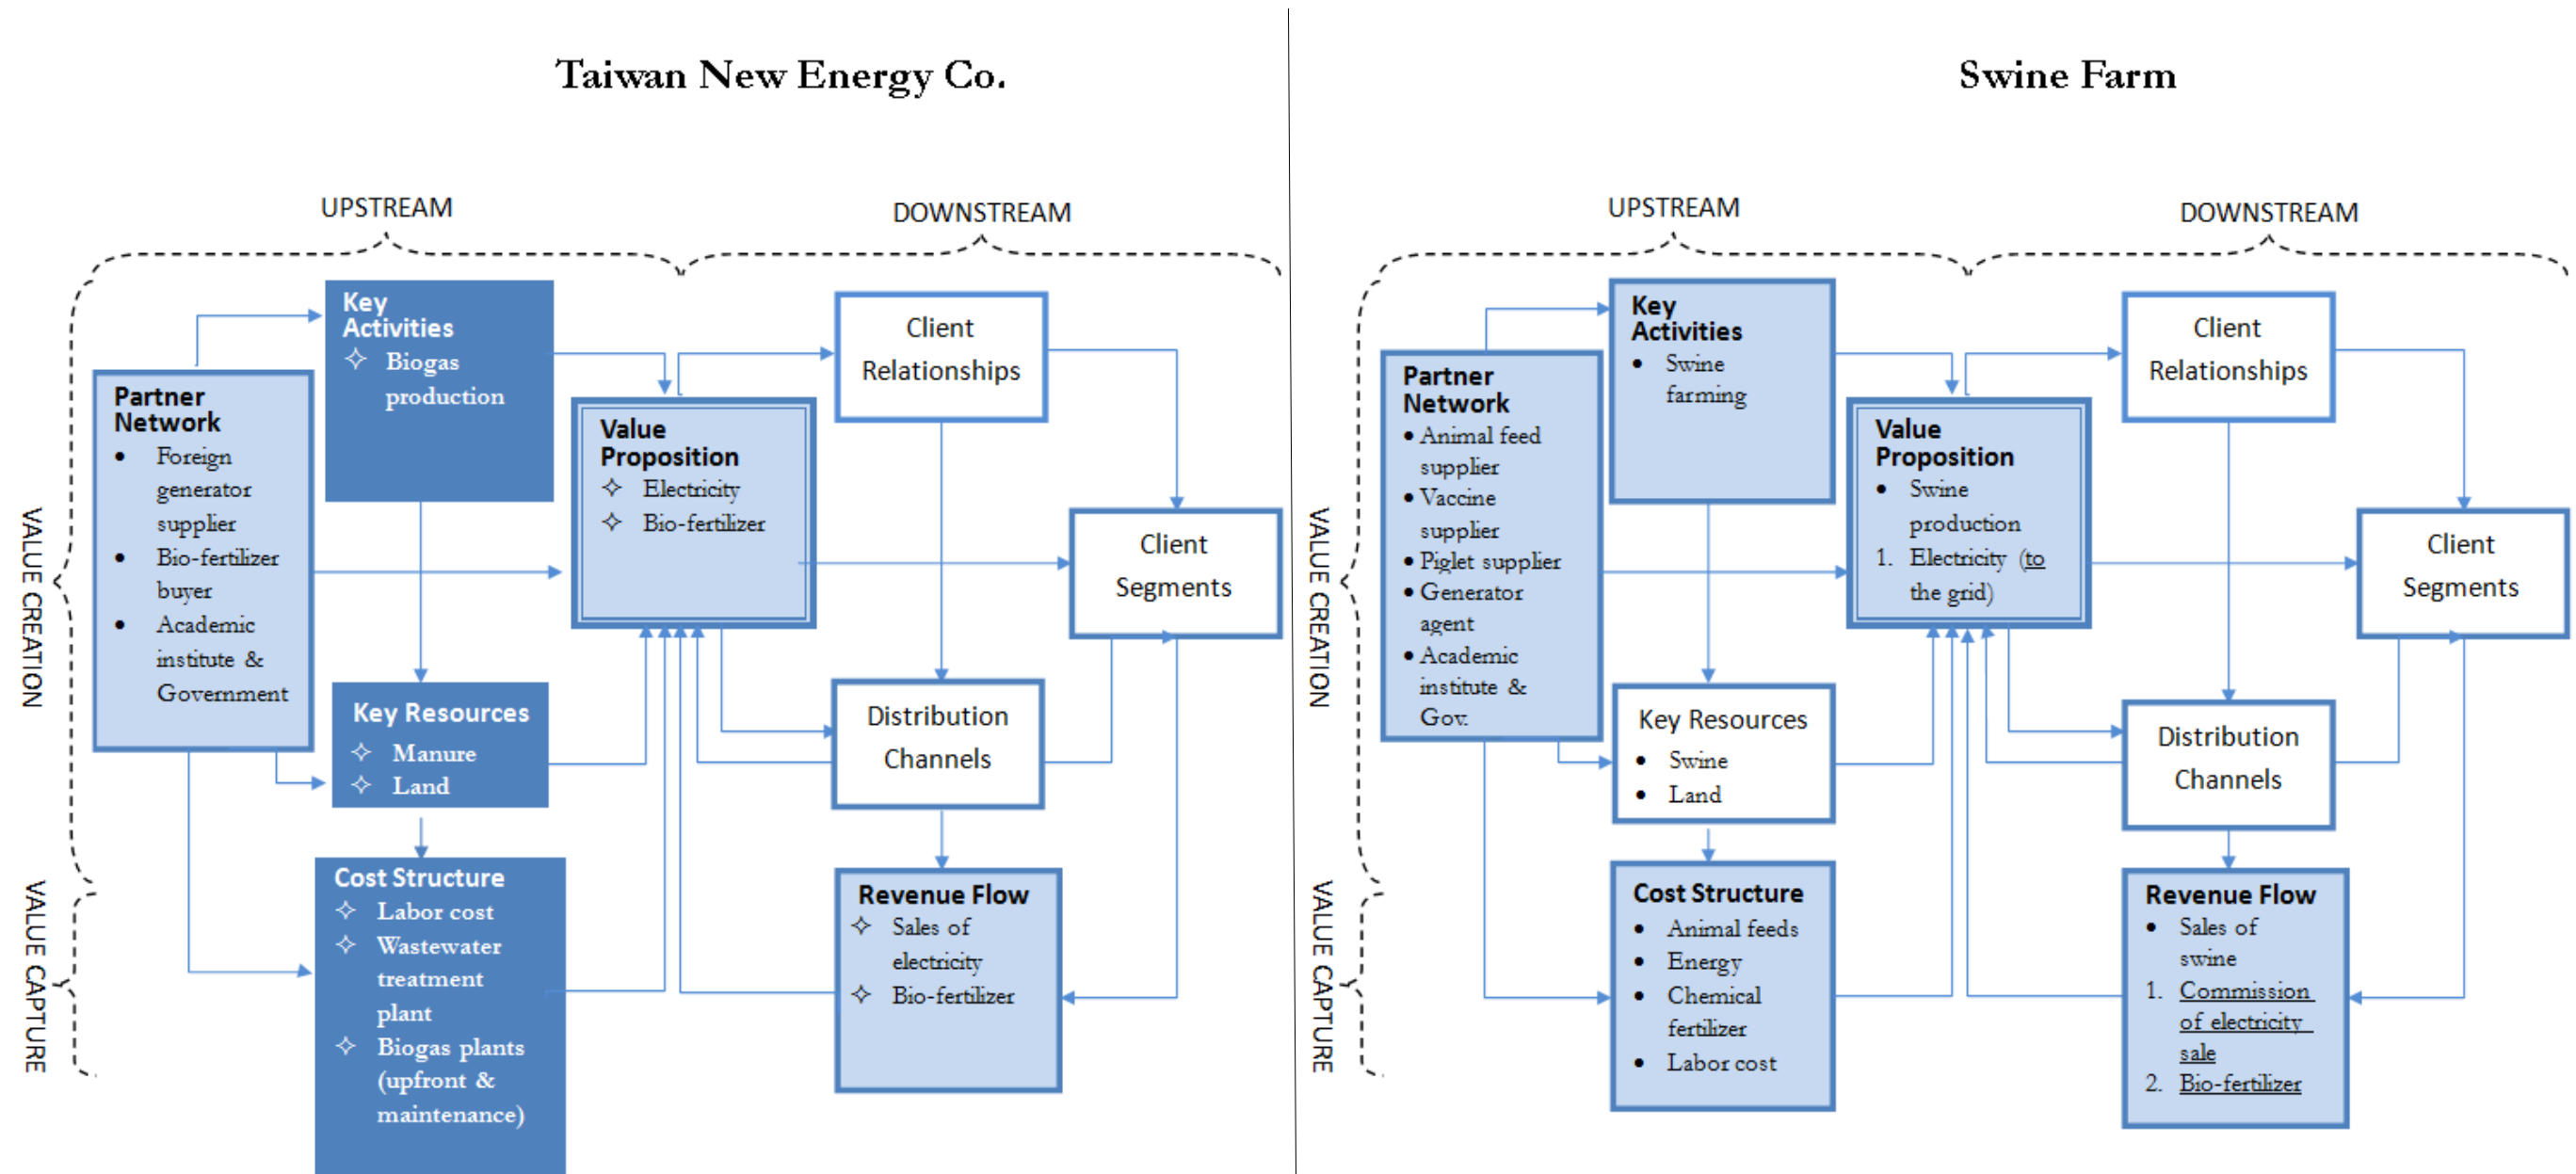 Taiwan New Energy Co.
UPSTREAM
DOWNSTREAM
VALUE CREATION
VALUE CAPTURE
Partner
Network
• Foreign
generator
supplier
• Bio-fertilizer
buyer
• Academic
institute &
Government
Key
Activities
✧ Biogas
production
Key Resources
✧ Manure
✧ Land
Cost Structure
✧ Labor cost
✧ Wastewater
treatment
plant
✧ Biogas plants
(upfront &
maintenance)
Value
Proposition
✧ Electricity
✧ Bio-fertilizer
Client
Relationships
Client
Segments
Distribution
Channels
Revenue Flow
✧ Sales of
electricity
✧ Bio-fertilizer
Swine Farm
UPSTREAM
DOWNSTREAM
VALUE CREATION
VALUE CAPTURE
Partner
Network
• Animal feed
supplier
• Vaccine
supplier
• Piglet supplier
• Generator
agent
• Academic
institute &
Gov.
Key
Activities
• Swine
farming
Key Resources
• Swine
• Land
Cost Structure
• Animal feeds
• Energy
• Chemical
fertilizer
• Labor cost
Value
Proposition
• Swine
production
1. Electricity (to
the grid)
Client
Relationships
Client
Segments
Distribution
Channels
Revenue Flow
• Sales of
swine
1. Commission
of electricity
sale
2. Bio-fertilizer